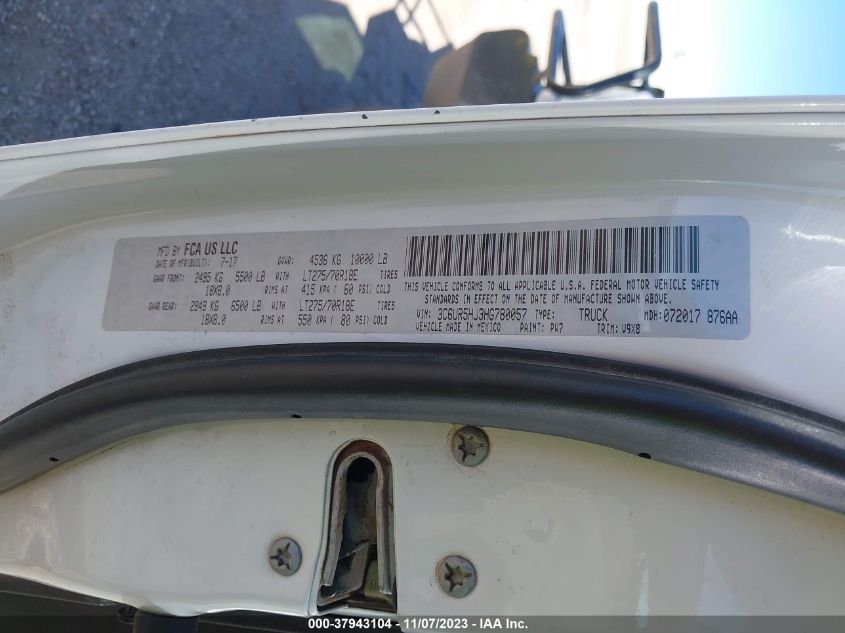 MFD BY FCA US LLC
DATE OF MFR(BUILT): 7-17 GVWR: 4536 KG 10000 LB
GAWR FRONT: 2495 KG 5500 LB WITH LT275/70R18E TIRES
18X8.0 RIMS AT 415 KPA ( 60 PSI) COLD
GAWR REAR: 2949 KG 6500 LB WITH LT275/70R18E TIRES
18X8.0 RIMS AT 550 KPA ( 80 PSI) COLD
THIS VEHICLE CONFORMS TO ALL APPLICABLE U.S.A. FEDERAL MOTOR VEHICLE SAFETY
STANDARDS IN EFFECT ON THE DATE OF MANUFACTURE SHOWN ABOVE.
VIN: 3C6UR5HJ3HG780057 TYPE: TRUCK MDH: 072017 876AA
VEHICLE MADE IN MEXICO PAINT: PW7 TRIM: V9X8
000-37943104 - 11/07/2023 - IAA Inc.